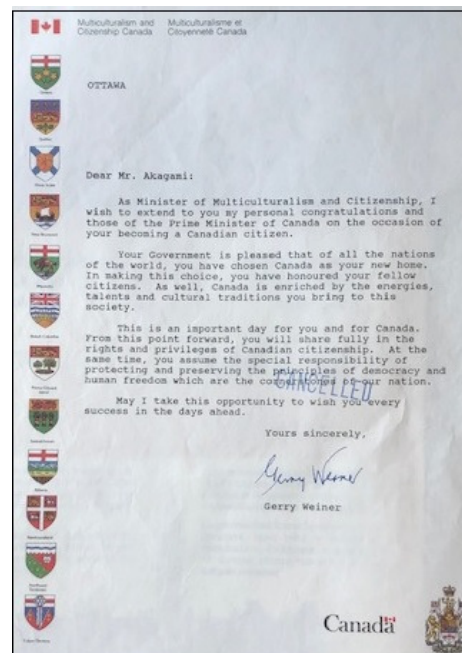 Multiculturalism and
Citizenship Canada
Multiculturalisme et
Citoyenneté Canada
OTTAWA
Dear Mr. Akagami:
As Minister of Multiculturalism and Citizenship, I
wish to extend to you my personal congratulations and
those of the Prime Minister of Canada on the occasion of
your becoming a Canadian citizen.
Your Government is pleased that of all the nations
of the world, you have chosen Canada as your new home.
In making this choice, you have honoured your fellow
citizens. As well, Canada is enriched by the energies,
talents and cultural traditions you bring to this
society.
This is an important day for you and for Canada.
From this point forward, you will share fully in the
rights and privileges of Canadian citizenship. At the
same time, you assume the special responsibility of
protecting and preserving the principles of democracy and
human freedom which are the cornerstones of our nation.
CANCELLED
May I take this opportunity to wish you every
success in the days ahead.
Yours sincerely,
Gerry Weiner
Gerry Weiner
Canada